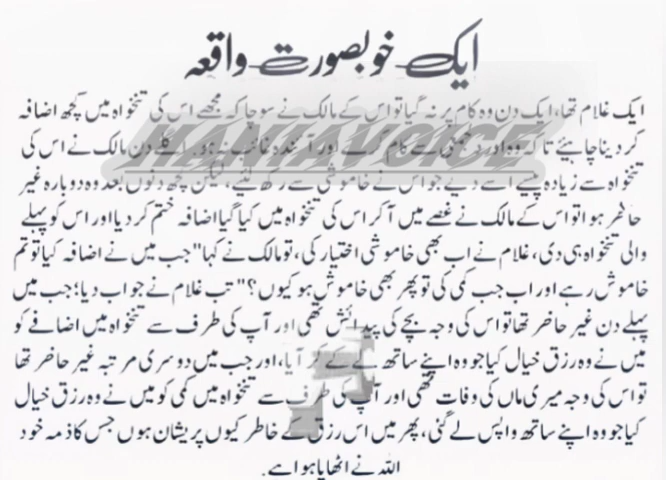 ایک خوبصورت واقعہ
ایک غلام تھا، ایک دن وہ کام پر نہ گیا تو اس کے مالک نے سوچا کہ مجھے اس کی تنخواہ میں کچھ اضافہ
کر دینا چاہیئے تاکہ وہ اور دلجمعی سے کام کرے اور آئندہ غائب نہ ہو۔ اگلے دن مالک نے اس کی
تنخواہ سے زیادہ پیسے اسے دیے جو اس نے خاموشی سے رکھ لیے، لیکن کچھ دنوں بعد وہ دوبارہ غیر
حاضر ہوا تو اس کے مالک نے غصے میں آکر اس کی تنخواہ میں کیا گیا اضافہ ختم کر دیا اور اس کو پہلے
والی تنخواہ ہی دی، غلام نے اب بھی خاموشی اختیار کی، تو مالک نے کہا "جب میں نے اضافہ کیا تو تم
خاموش رہے اور اب جب کمی کی تو پھر بھی خاموش ہو کیوں؟" تب غلام نے جواب دیا؛ جب میں
پہلے دن غیر حاضر تھا تو اس کی وجہ بچے کی پیدائش تھی اور آپ کی طرف سے تنخواہ میں اضافے کو
میں نے وہ رزق خیال کیا جو وہ اپنے ساتھ لے کر آیا، اور جب میں دوسری مرتبہ غیر حاضر تھا
تو اس کی وجہ میری ماں کی وفات تھی اور آپ کی طرف سے تنخواہ میں کمی کو میں نے وہ رزق خیال
کیا جو وہ اپنے ساتھ واپس لے گئی، پھر میں اس رزق کے خاطر کیوں پریشان ہوں جس کا ذمہ خود
اللہ نے اٹھایا ہوا ہے۔
HANIAVOICE